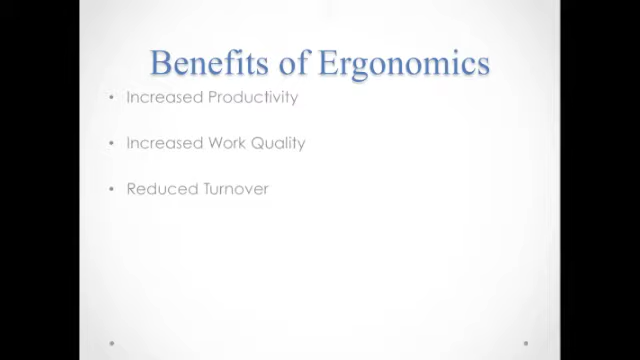 Benefits of Ergonomics
• Increased Productivity
• Increased Work Quality
• Reduced Turnover